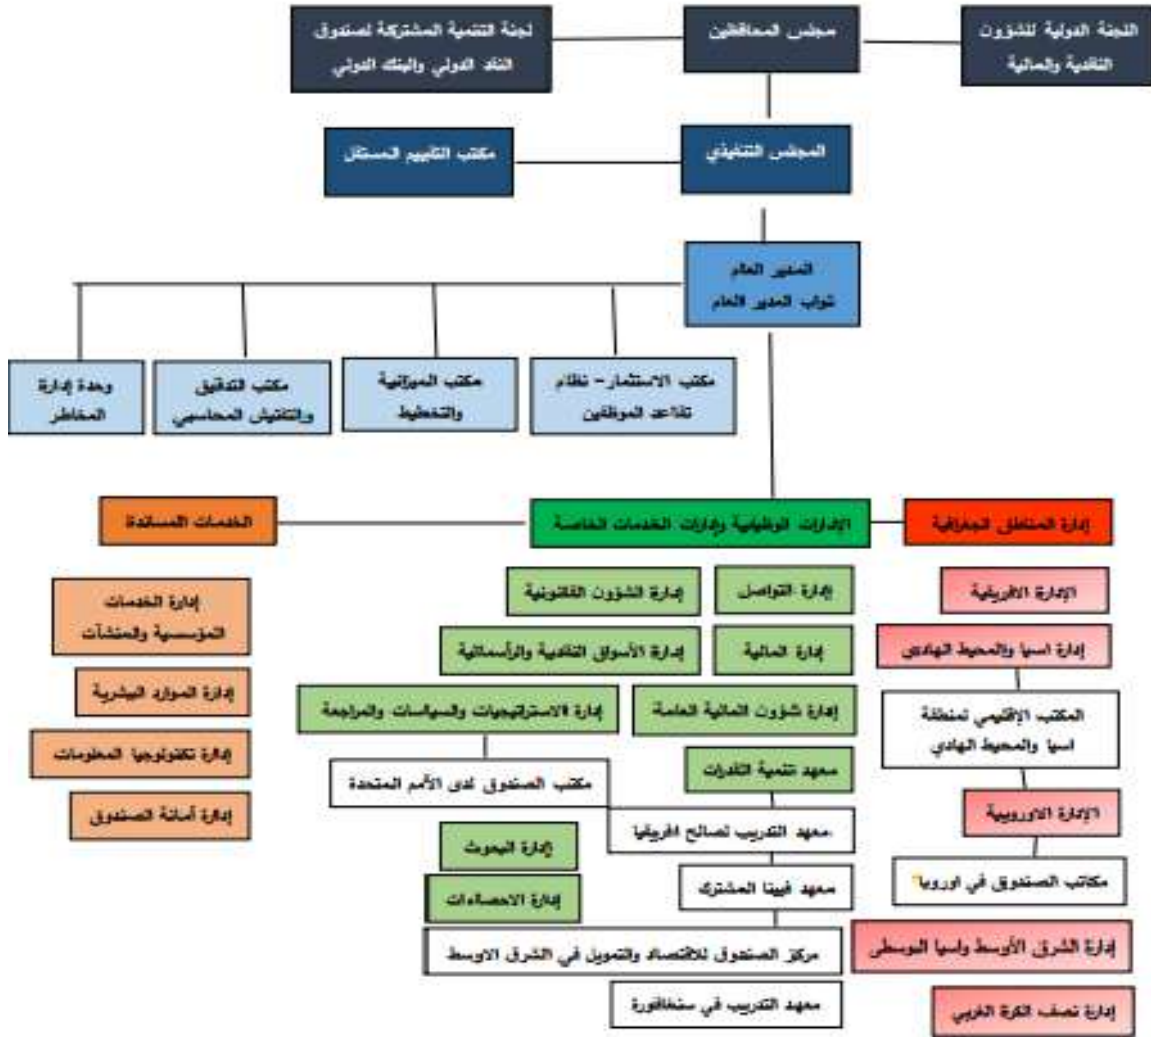 اللجنة الدولية للشؤون
النقدية والمالية
مجلس المحافظين
لجنة التنمية المشتركة لصندوق
النقد الدولي والبنك الدولي
المجلس التنفيذي
مكتب التقييم المستقل
المدير العام
نواب المدير العام
مكتب الاستثمار – نظام
تقاعد الموظفين
مكتب الميزانية
والتخطيط
مكتب التدقيق
والتفتيش المحاسبي
وحدة إدارة
المخاطر
إدارة المناطق الجغرافية
الإدارات الوظيفية وإدارات الخدمات الخاصة
الخدمات المساندة
الإدارة الافريقية
إدارة اسيا والمحيط الهادي
المكتب الإقليمي لمنطقة
اسيا والمحيط الهادي
الإدارة الاوروبية
مكاتب الصندوق في اوروبا
إدارة الشرق الأوسط واسيا الوسطى
إدارة نصف الكرة الغربي
إدارة التواصل
إدارة الشؤون القانونية
إدارة المالية
إدارة الأسواق النقدية والرأسمالية
إدارة شؤون المالية العامة
إدارة الاستراتيجيات والسياسات والمراجعة
معهد تنمية القدرات
مكتب الصندوق لدى الأمم المتحدة
معهد التدريب لصالح افريقيا
إدارة البحوث
معهد فيينا المشترك
إدارة الاحصاءات
مركز الصندوق للاقتصاد والتمويل في الشرق الاوسط
معهد التدريب في سنغافورة
إدارة الخدمات
المؤسسية والمنشآت
إدارة الموارد البشرية
إدارة تكنولوجيا المعلومات
إدارة أمانة الصندوق